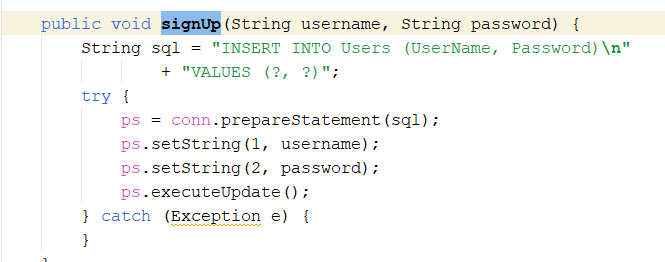 public void signUp(String username, String password) {
String sql = "INSERT INTO Users (UserName, Password)\n"
+ "VALUES (?, ?)";
try {
ps = conn.prepareStatement(sql);
ps.setString(1, username);
ps.setString(2, password);
ps.executeUpdate();
} catch (Exception e) {
}